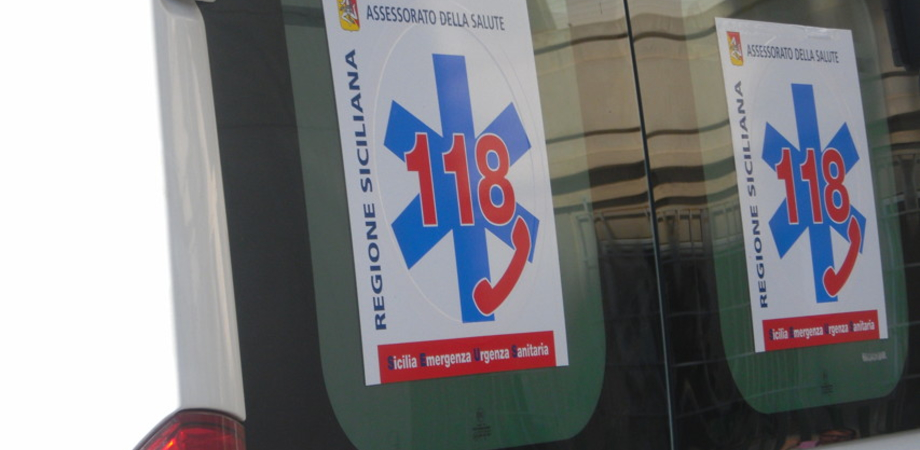 ASSESSORATO DELLA SALUTE
REGIONE SICILIANA
118
Sicilia Emergenza Urgenza Sanitaria
ASSESSORATO DELLA SALUTE
REGIONE SICILIANA
118
Sicilia Emergenza Urgenza Sanitaria